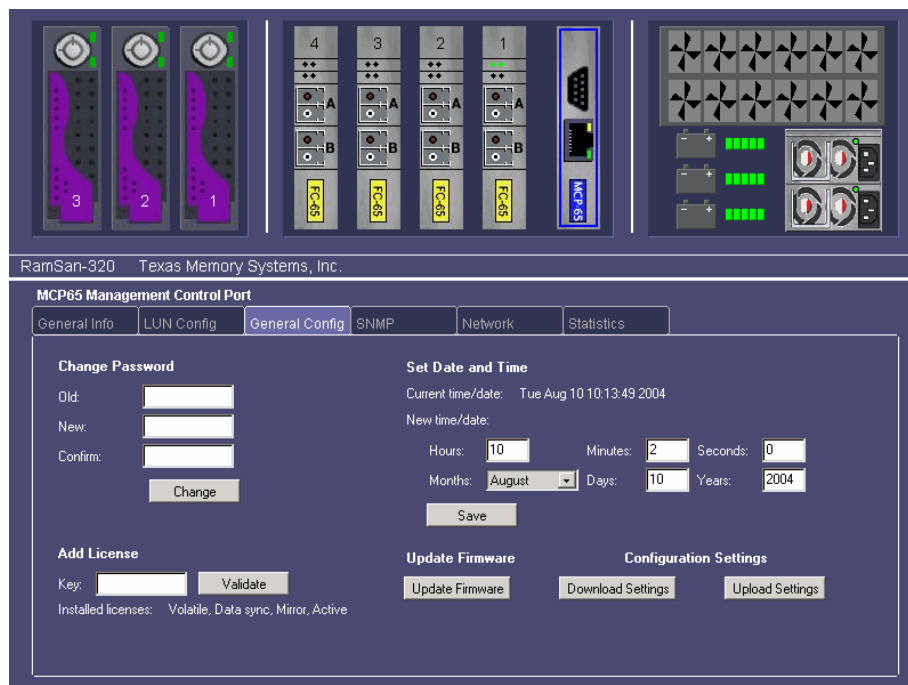 4 3 2 1
A A A A
B B B B
FC-65 FC-65 FC-65 FC-65 MCP-65
3 2 1
RamSan-320 Texas Memory Systems, Inc.
MCP65 Management Control Port
General Info LUN Config General Config SNMP Network Statistics
Change Password
Old:
New:
Confirm:
Change
Set Date and Time
Current time/date: Tue Aug 10 10:13:49 2004
New time/date:
Hours: 10 Minutes: 2 Seconds: 0
Months: August Days: 10 Years: 2004
Save
Add License
Key: Validate
Installed licenses: Volatile, Data sync, Mirror, Active
Update Firmware
Update Firmware
Configuration Settings
Download Settings Upload Settings